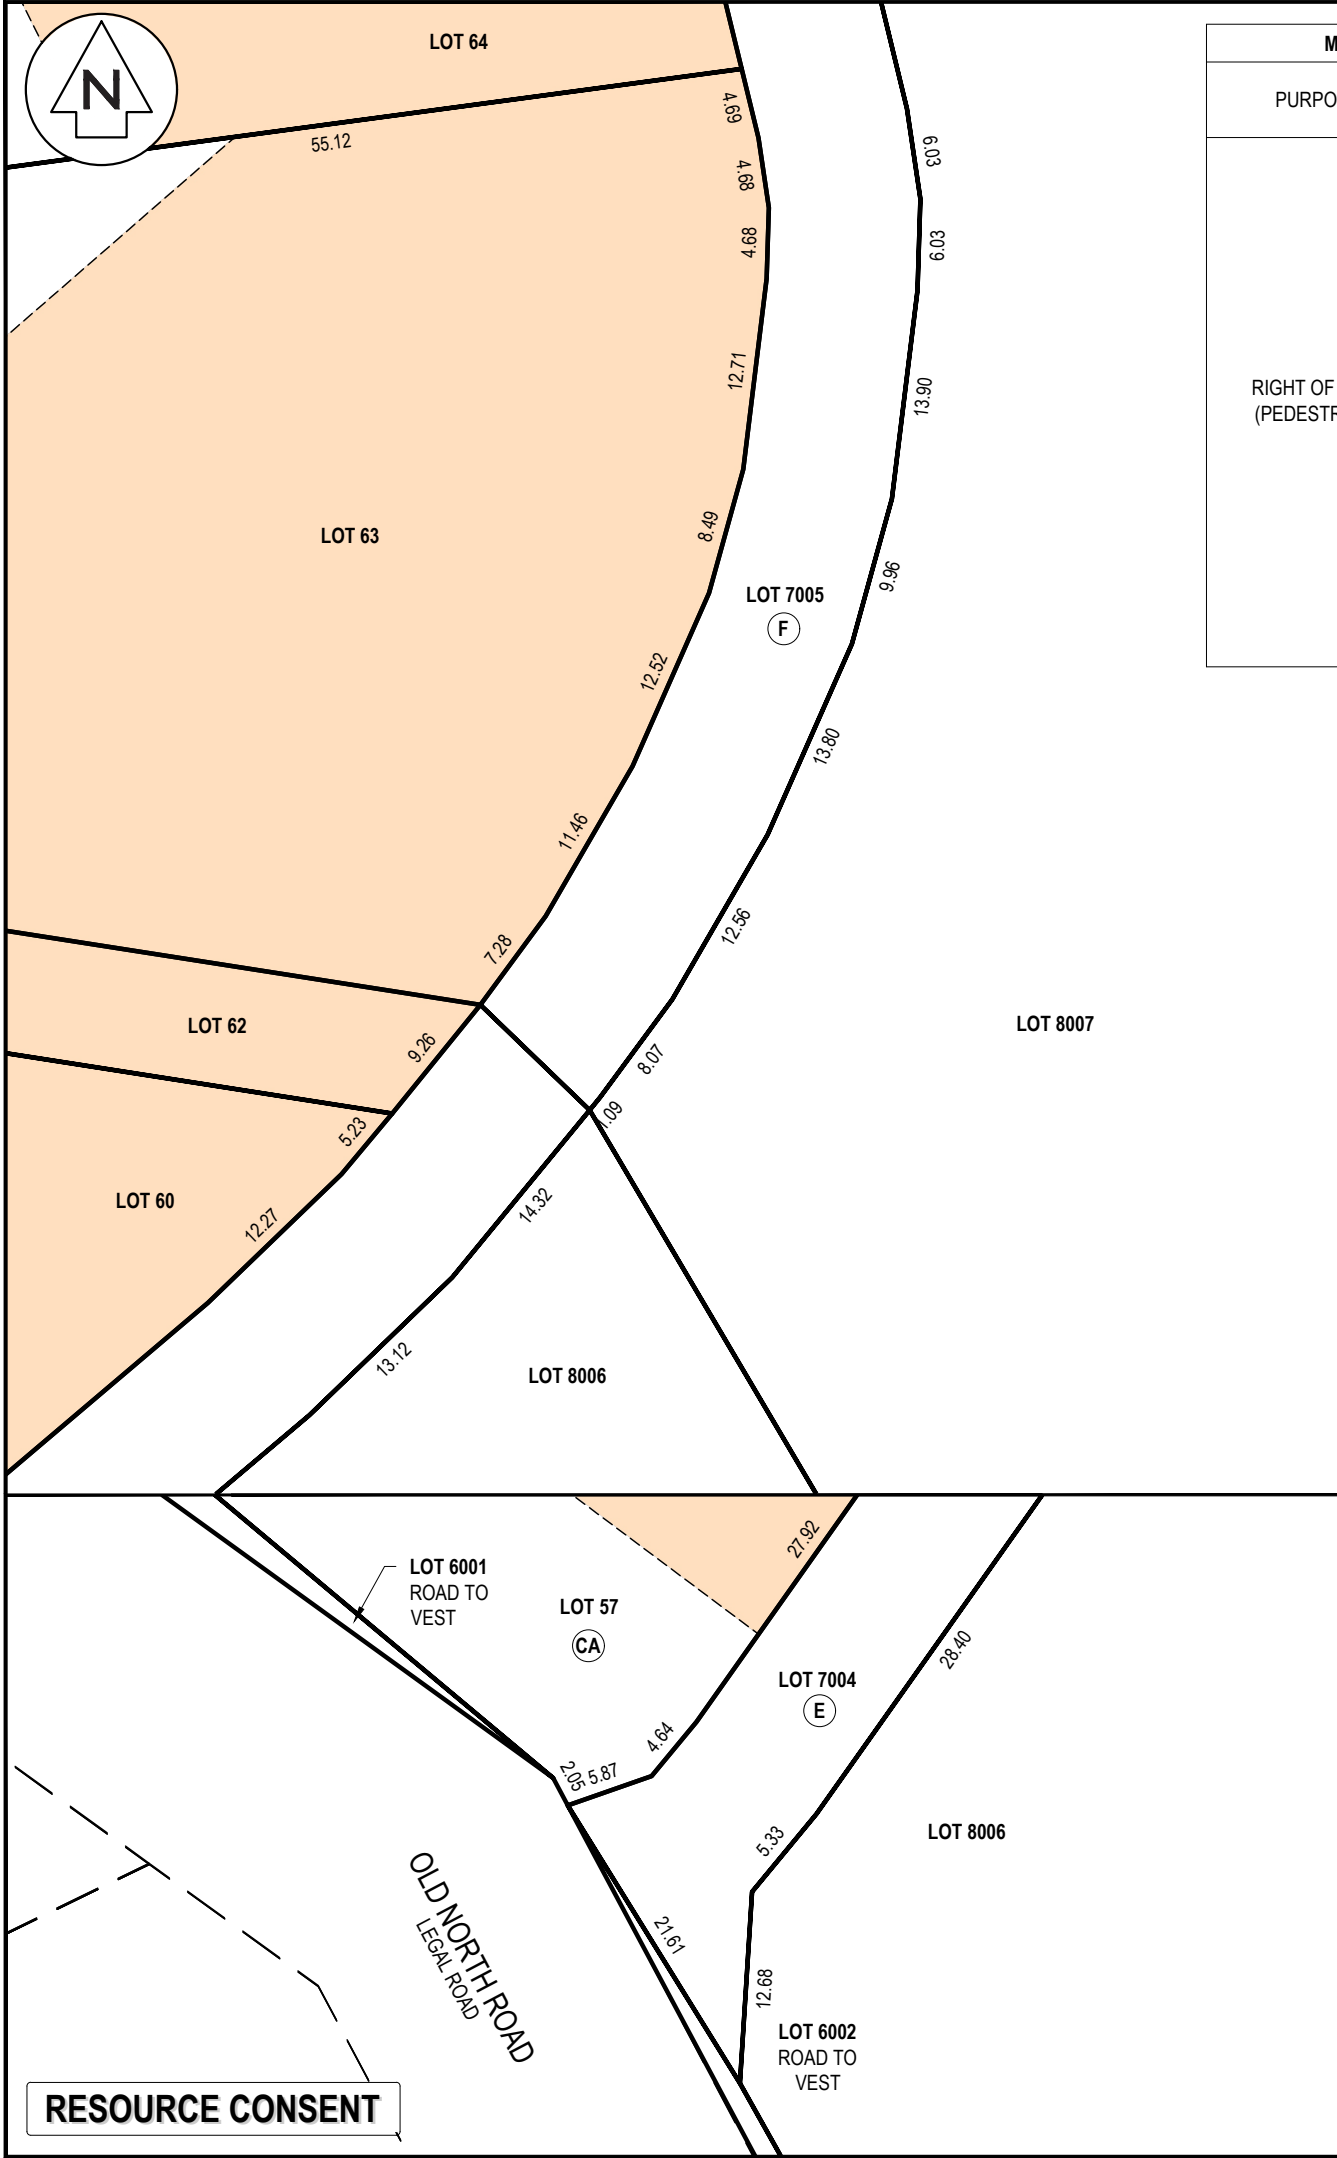 N
LOT 64
55.12
4.69
4.68
4.68
12.71
8.49
12.52
11.46
7.28
9.26
5.23
12.27
LOT 63
LOT 62
LOT 60
6.03
6.03
13.90
9.96
13.80
12.56
8.07
1.09
14.32
13.12
LOT 7005
F
LOT 8007
LOT 8006
M
PURPO
RIGHT OF
(PEDESTR
LOT 6001
ROAD TO
VEST
LOT 57
CA
27.92
LOT 7004
E
28.40
4.64
2.05
5.87
5.33
LOT 8006
21.61
12.68
OLD NORTH ROAD
LEGAL ROAD
LOT 6002
ROAD TO
VEST
RESOURCE CONSENT